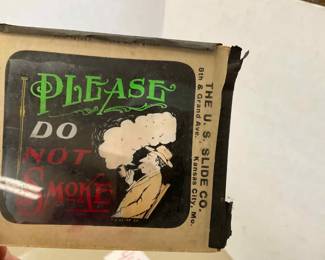 PLEASE
DO
NOT
SMOKE
THE U. S. SLIDE CO.
8th & Grand Ave. Kansas City, Mo.